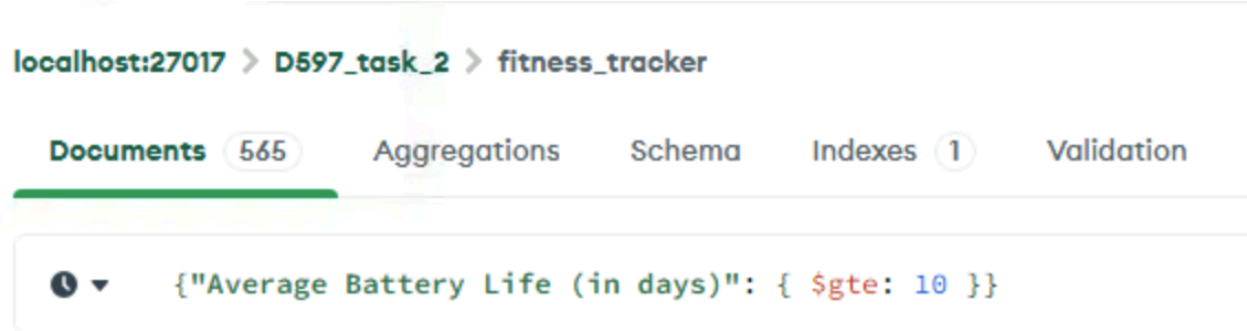 localhost:27017 > D597_task_2 > fitness_tracker
Documents 565 Aggregations Schema Indexes 1 Validation
{"Average Battery Life (in days)": { $gte: 10 }}